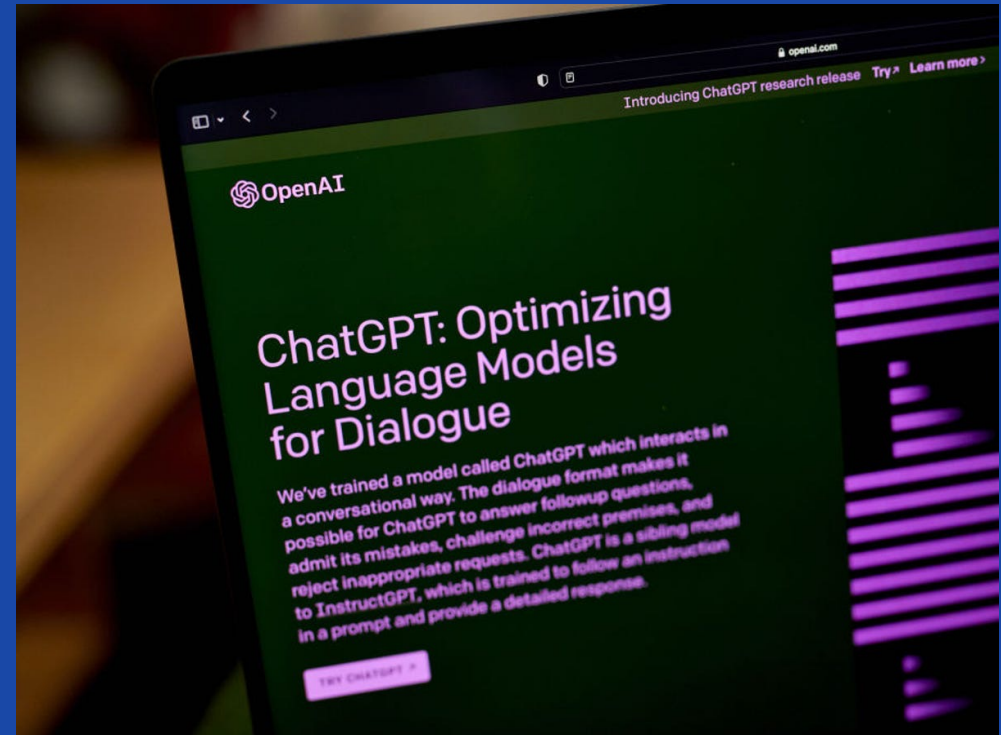 openai.com
Introducing ChatGPT research release Try↗ Learn more>
OpenAI
ChatGPT: Optimizing
Language Models
for Dialogue
We've trained a model called ChatGPT which interacts in
a conversational way. The dialogue format makes it
possible for ChatGPT to answer followup questions,
admit its mistakes, challenge incorrect premises, and
reject inappropriate requests. ChatGPT is a sibling model
to InstructGPT, which is trained to follow an instruction
in a prompt and provide a detailed response.
TRY CHATGPT ↗